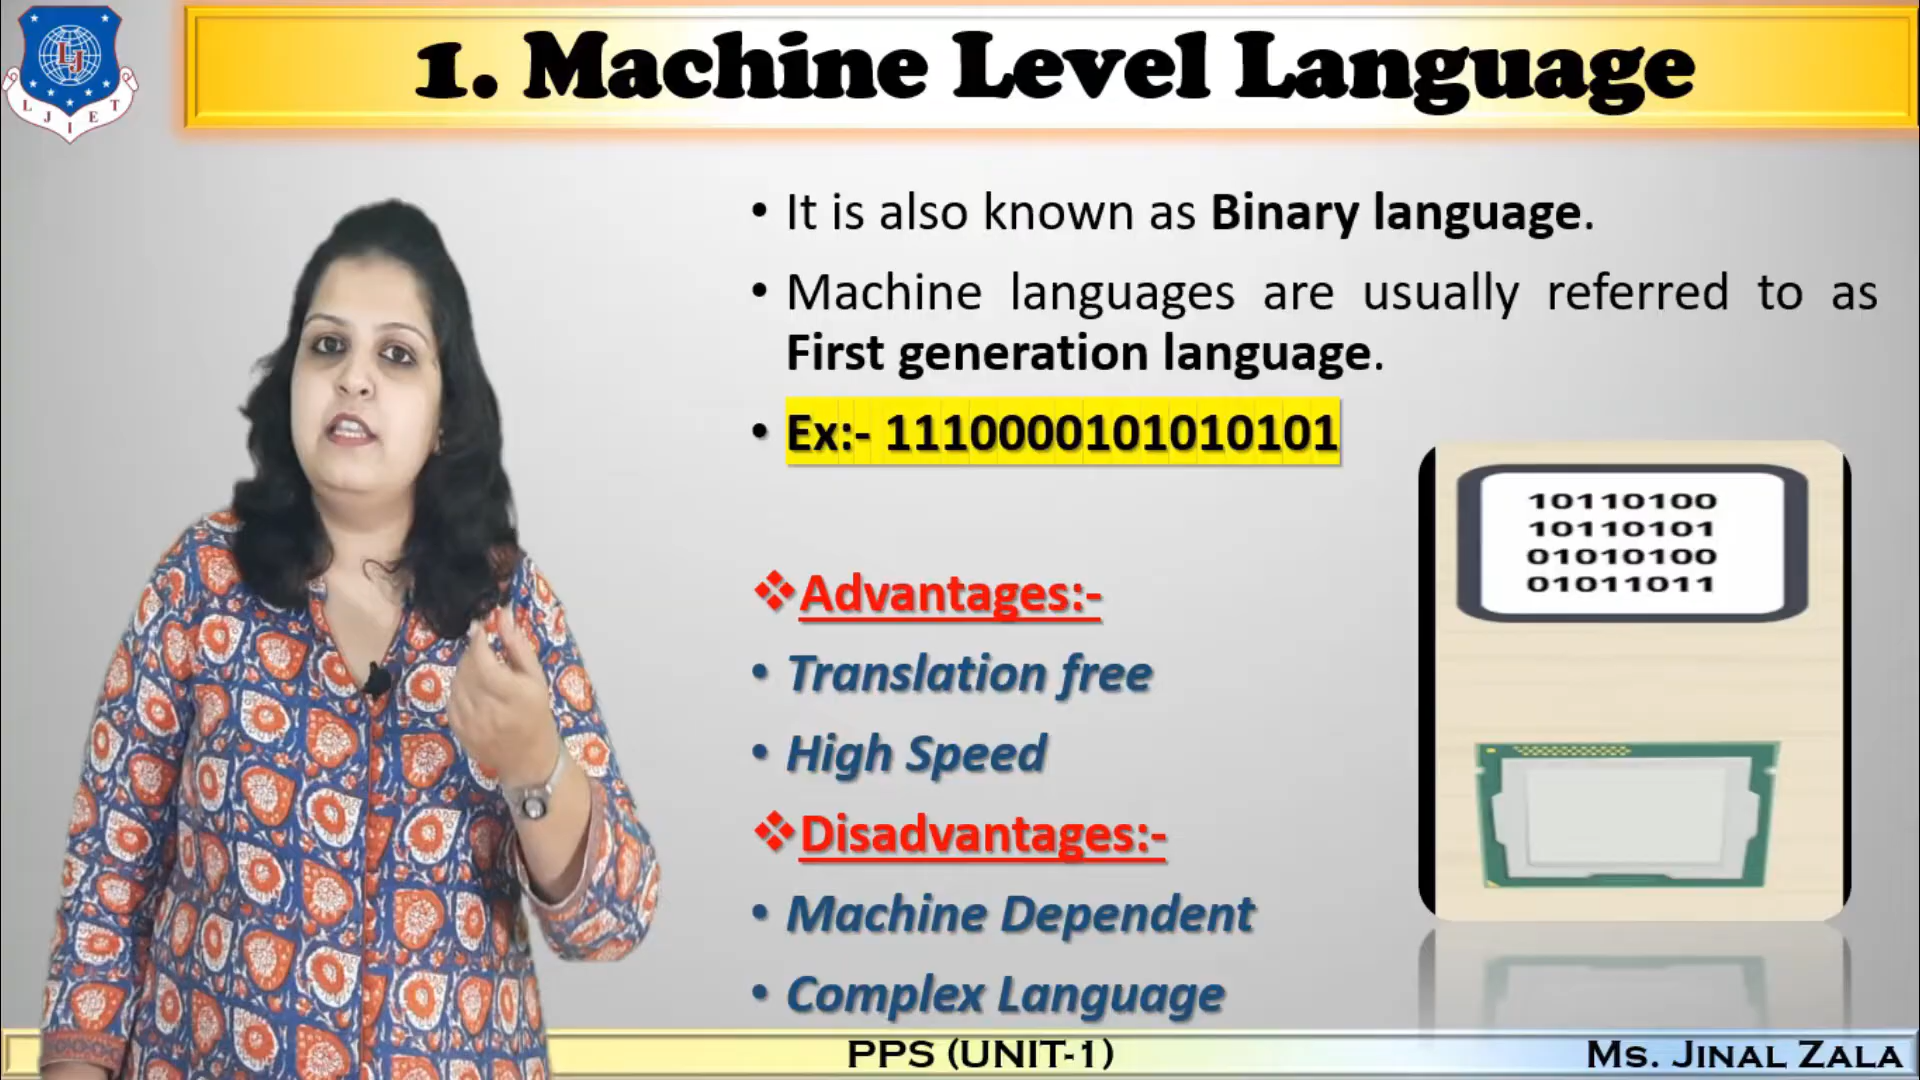 LJ
L J I E T
1. Machine Level Language
• It is also known as Binary language.
• Machine languages are usually referred to as
First generation language.
• Ex:- 1110000101010101
10110100
10110101
01010100
01011011
❖Advantages:-
• Translation free
• High Speed
❖Disadvantages:-
• Machine Dependent
• Complex Language
PPS (UNIT-1)
Ms. Jinal Zala